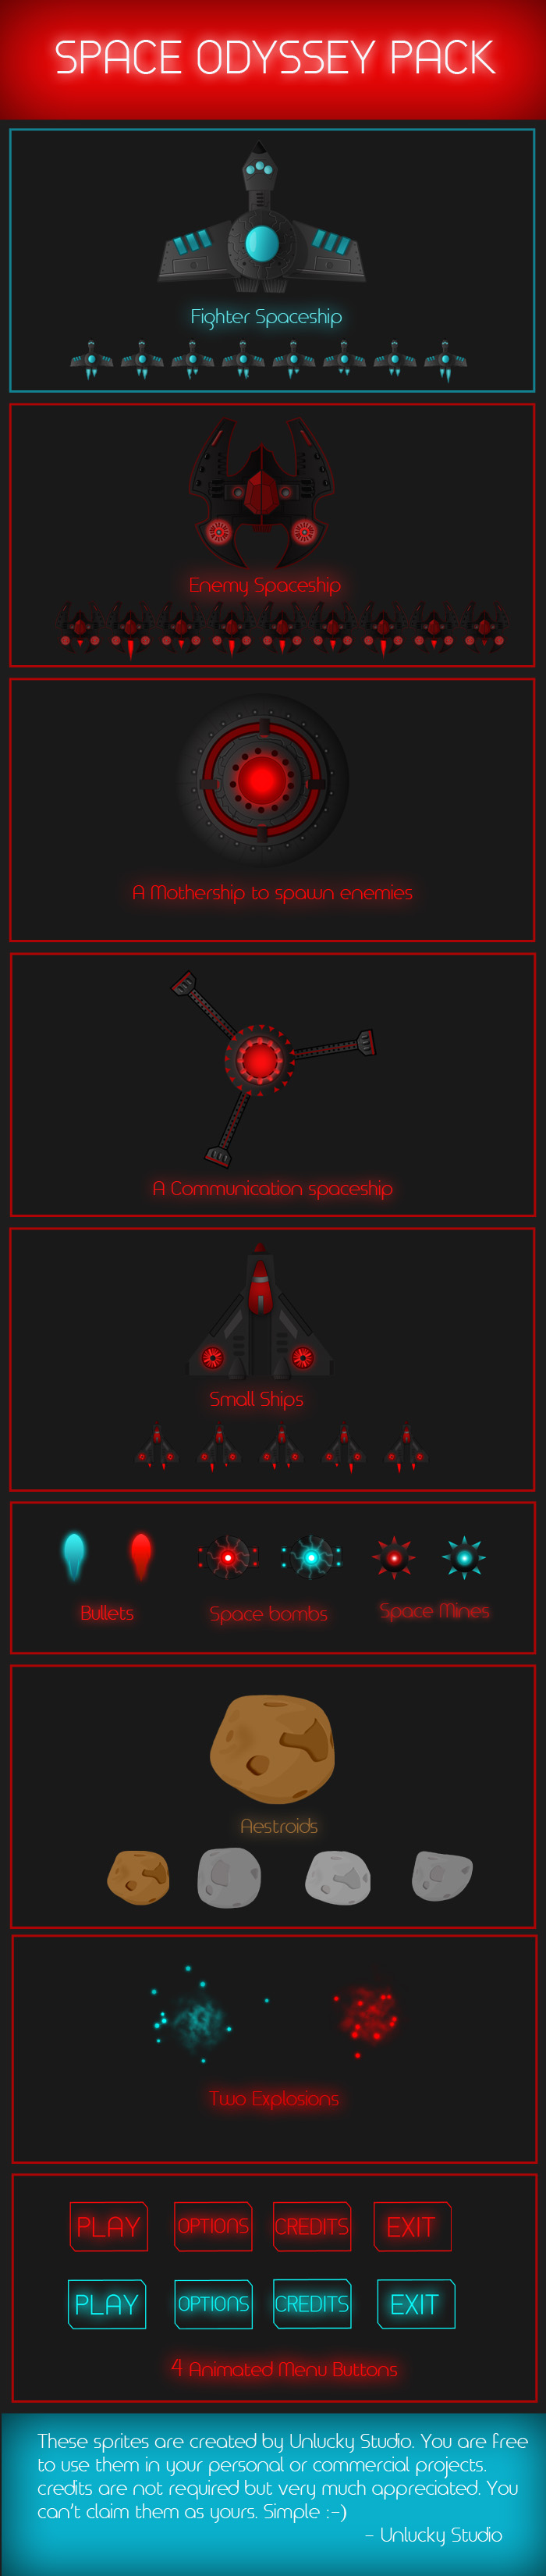 SPACE ODYSSEY PACK
Fighter Spaceship
Enemy Spaceship
A Mothership to spawn enemies
A Communication spaceship
Small Ships
Bullets
Space bombs
Space Mines
Aestroids
Two Explosions
PLAY OPTIONS CREDITS EXIT
PLAY OPTIONS CREDITS EXIT
4 Animated Menu Buttons
These sprites are created by Unlucky Studio. You are free
to use them in your personal or commercial projects.
credits are not required but very much appreciated. You
can't claim them as yours. Simple :-)
- Unlucky Studio